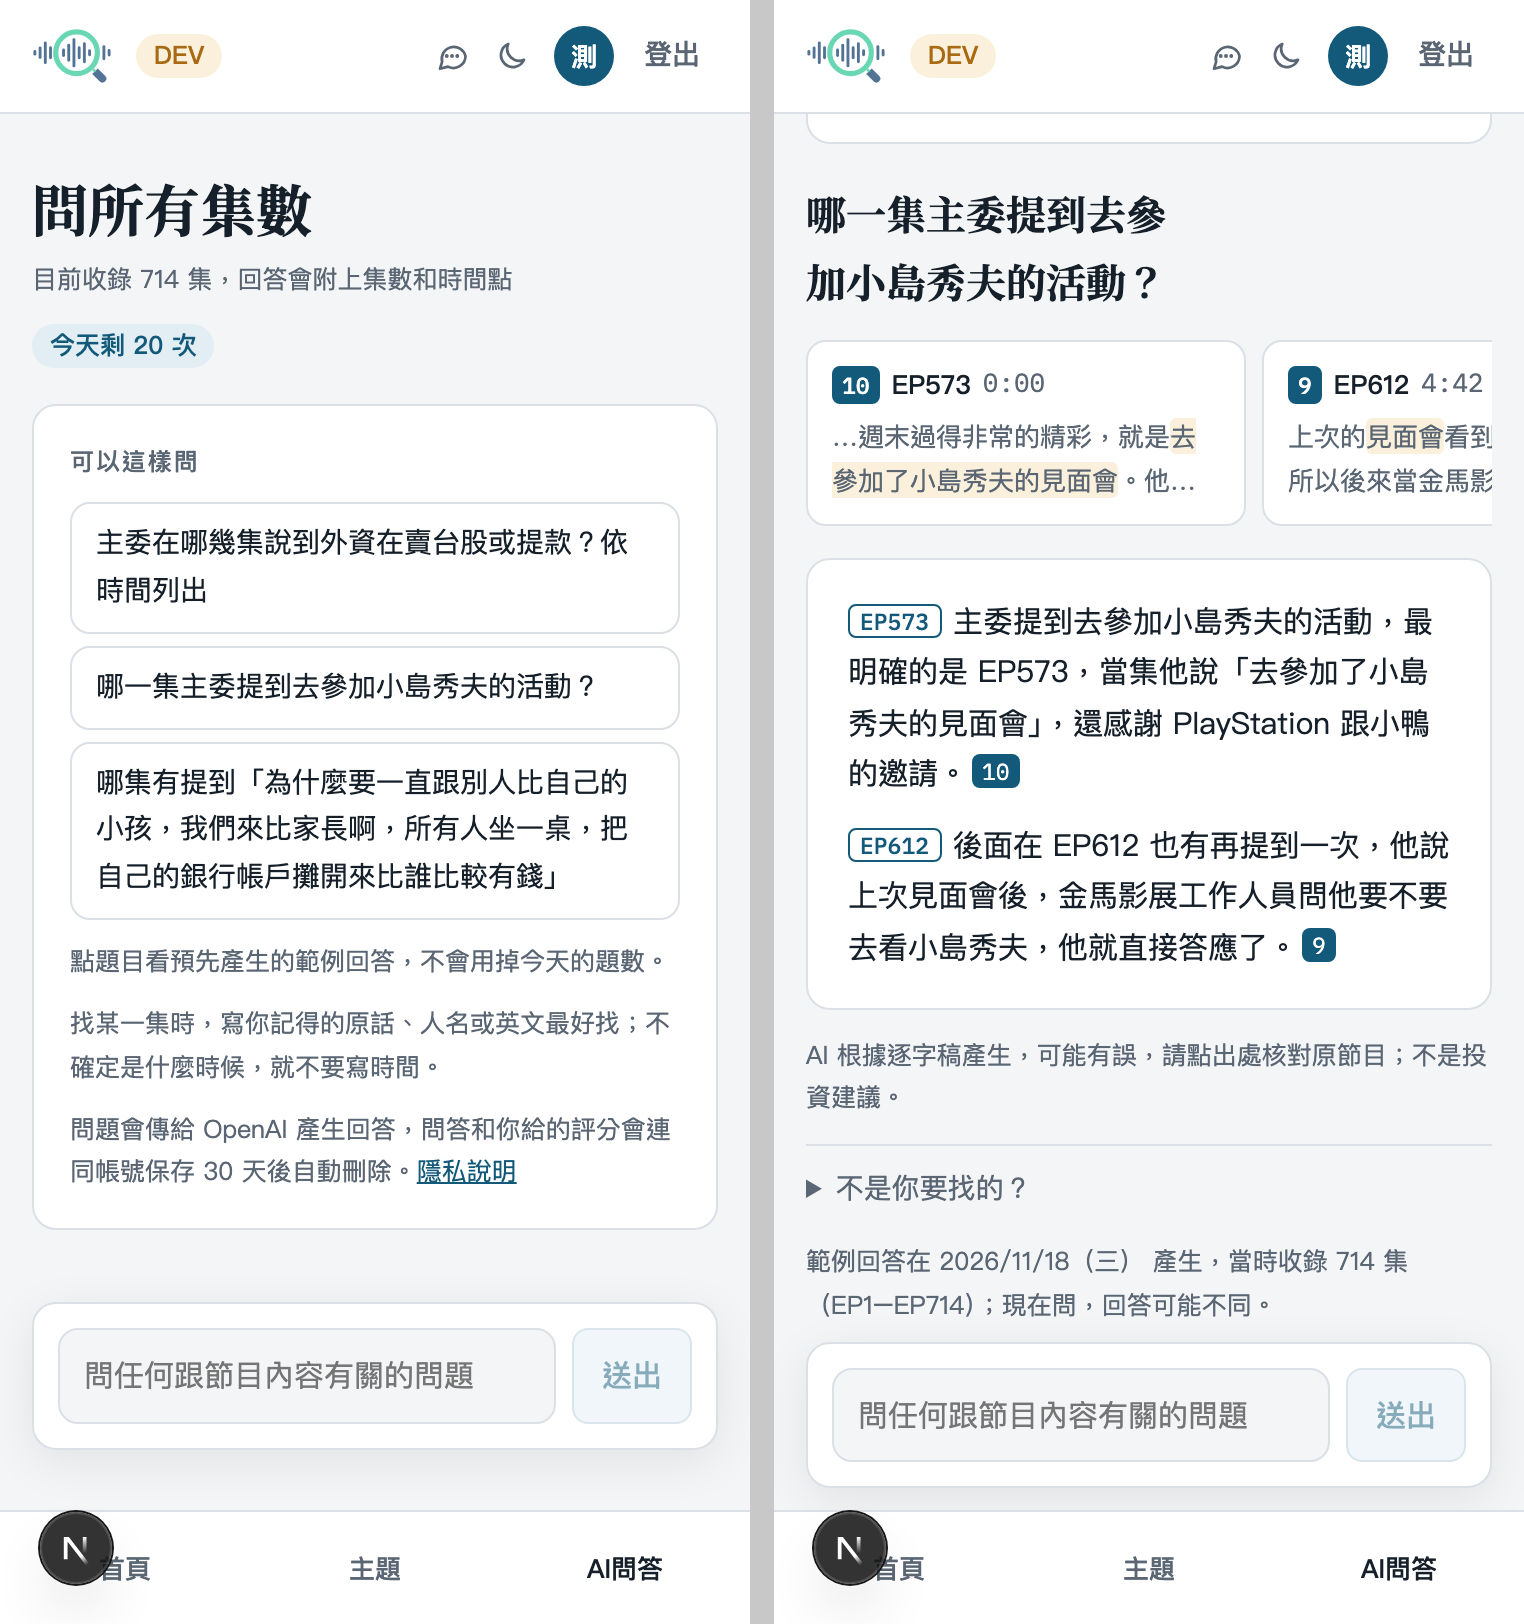 DEV
測
登出
問所有集數
目前收錄 714 集，回答會附上集數和時間點
今天剩 20 次
可以這樣問
主委在哪幾集說到外資在賣台股或提款？依
時間列出
哪一集主委提到去參加小島秀夫的活動？
哪集有提到「為什麼要一直跟別人比自己的
小孩，我們來比家長啊，所有人坐一桌，把
自己的銀行帳戶攤開來比誰比較有錢」
點題目看預先產生的範例回答，不會用掉今天的題數。
找某一集時，寫你記得的原話、人名或英文最好找；不
確定是什麼時候，就不要寫時間。
問題會傳給 OpenAI 產生回答，問答和你給的評分會連
同帳號保存 30 天後自動刪除。隱私說明
問任何跟節目內容有關的問題
送出
N
首頁
主題
AI問答
DEV
測
登出
哪一集主委提到去參
加小島秀夫的活動？
10 EP573 0:00
…週末過得非常的精彩，就是去
參加了小島秀夫的見面會。他…
9 EP612 4:42
上次的見面會看到
所以後來當金馬影
EP573 主委提到去參加小島秀夫的活動，最
明確的是 EP573，當集他說「去參加了小島
秀夫的見面會」，還感謝 PlayStation 跟小鴨
的邀請。 10
EP612 後面在 EP612 也有再提到一次，他說
上次見面會後，金馬影展工作人員問他要不要
去看小島秀夫，他就直接答應了。 9
AI 根據逐字稿產生，可能有誤，請點出處核對原節目；不是投
資建議。
▶ 不是你要找的？
範例回答在 2026/11/18（三） 產生，當時收錄 714 集
（EP1—EP714）；現在問，回答可能不同。
問任何跟節目內容有關的問題
送出
N
首頁
主題
AI問答